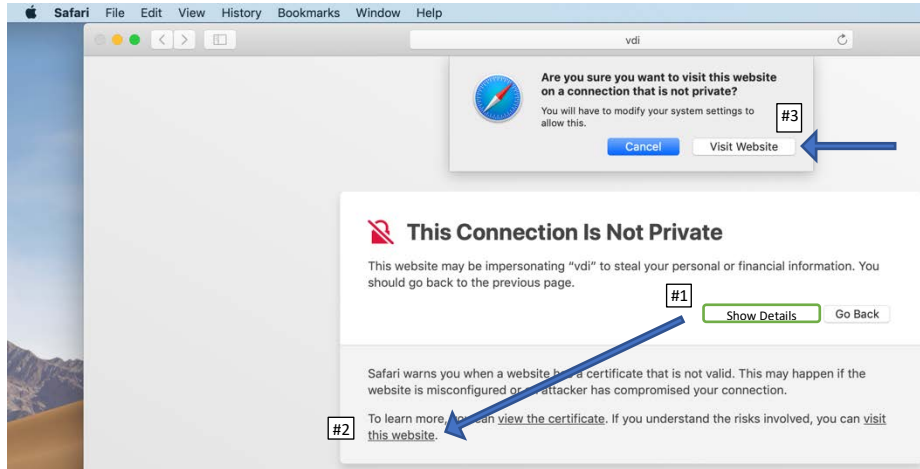 Safari File Edit View History Bookmarks Window Help
vdi
Are you sure you want to visit this website
on a connection that is not private?
You will have to modify your system settings to
allow this.
#3
Cancel Visit Website
This Connection Is Not Private
This website may be impersonating “vdi” to steal your personal or financial information. You
should go back to the previous page.
#1
Show Details Go Back
Safari warns you when a website has a certificate that is not valid. This may happen if the
website is misconfigured or an attacker has compromised your connection.
To learn more, you can view the certificate. If you understand the risks involved, you can visit
#2
this website.